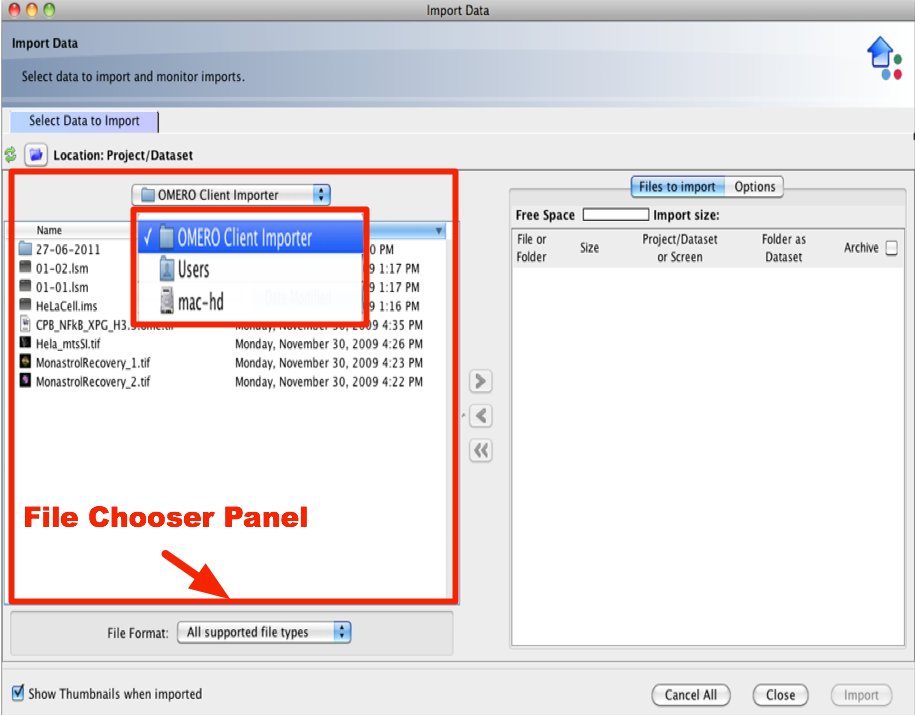 Import Data
Import Data
Select data to import and monitor imports.
Select Data to Import
Location: Project/Dataset
OMERO Client Importer
Name
✓ OMERO Client Importer
Users
mac-hd
27-06-2011 0 PM
01-02.lsm 9 1:17 PM
01-01.lsm 9 1:17 PM
HeLaCell.ims 9 1:16 PM
CPB_NFkB_XPG_H3. Monday, November 30, 2009 4:35 PM
Hela_mtsSI.tif Monday, November 30, 2009 4:26 PM
MonastrolRecovery_1.tif Monday, November 30, 2009 4:23 PM
MonastrolRecovery_2.tif Monday, November 30, 2009 4:22 PM
File Chooser Panel
File Format: All supported file types
Files to import Options
Free Space Import size:
File or Folder Size Project/Dataset or Screen Folder as Dataset Archive
Show Thumbnails when imported
Cancel All Close Import